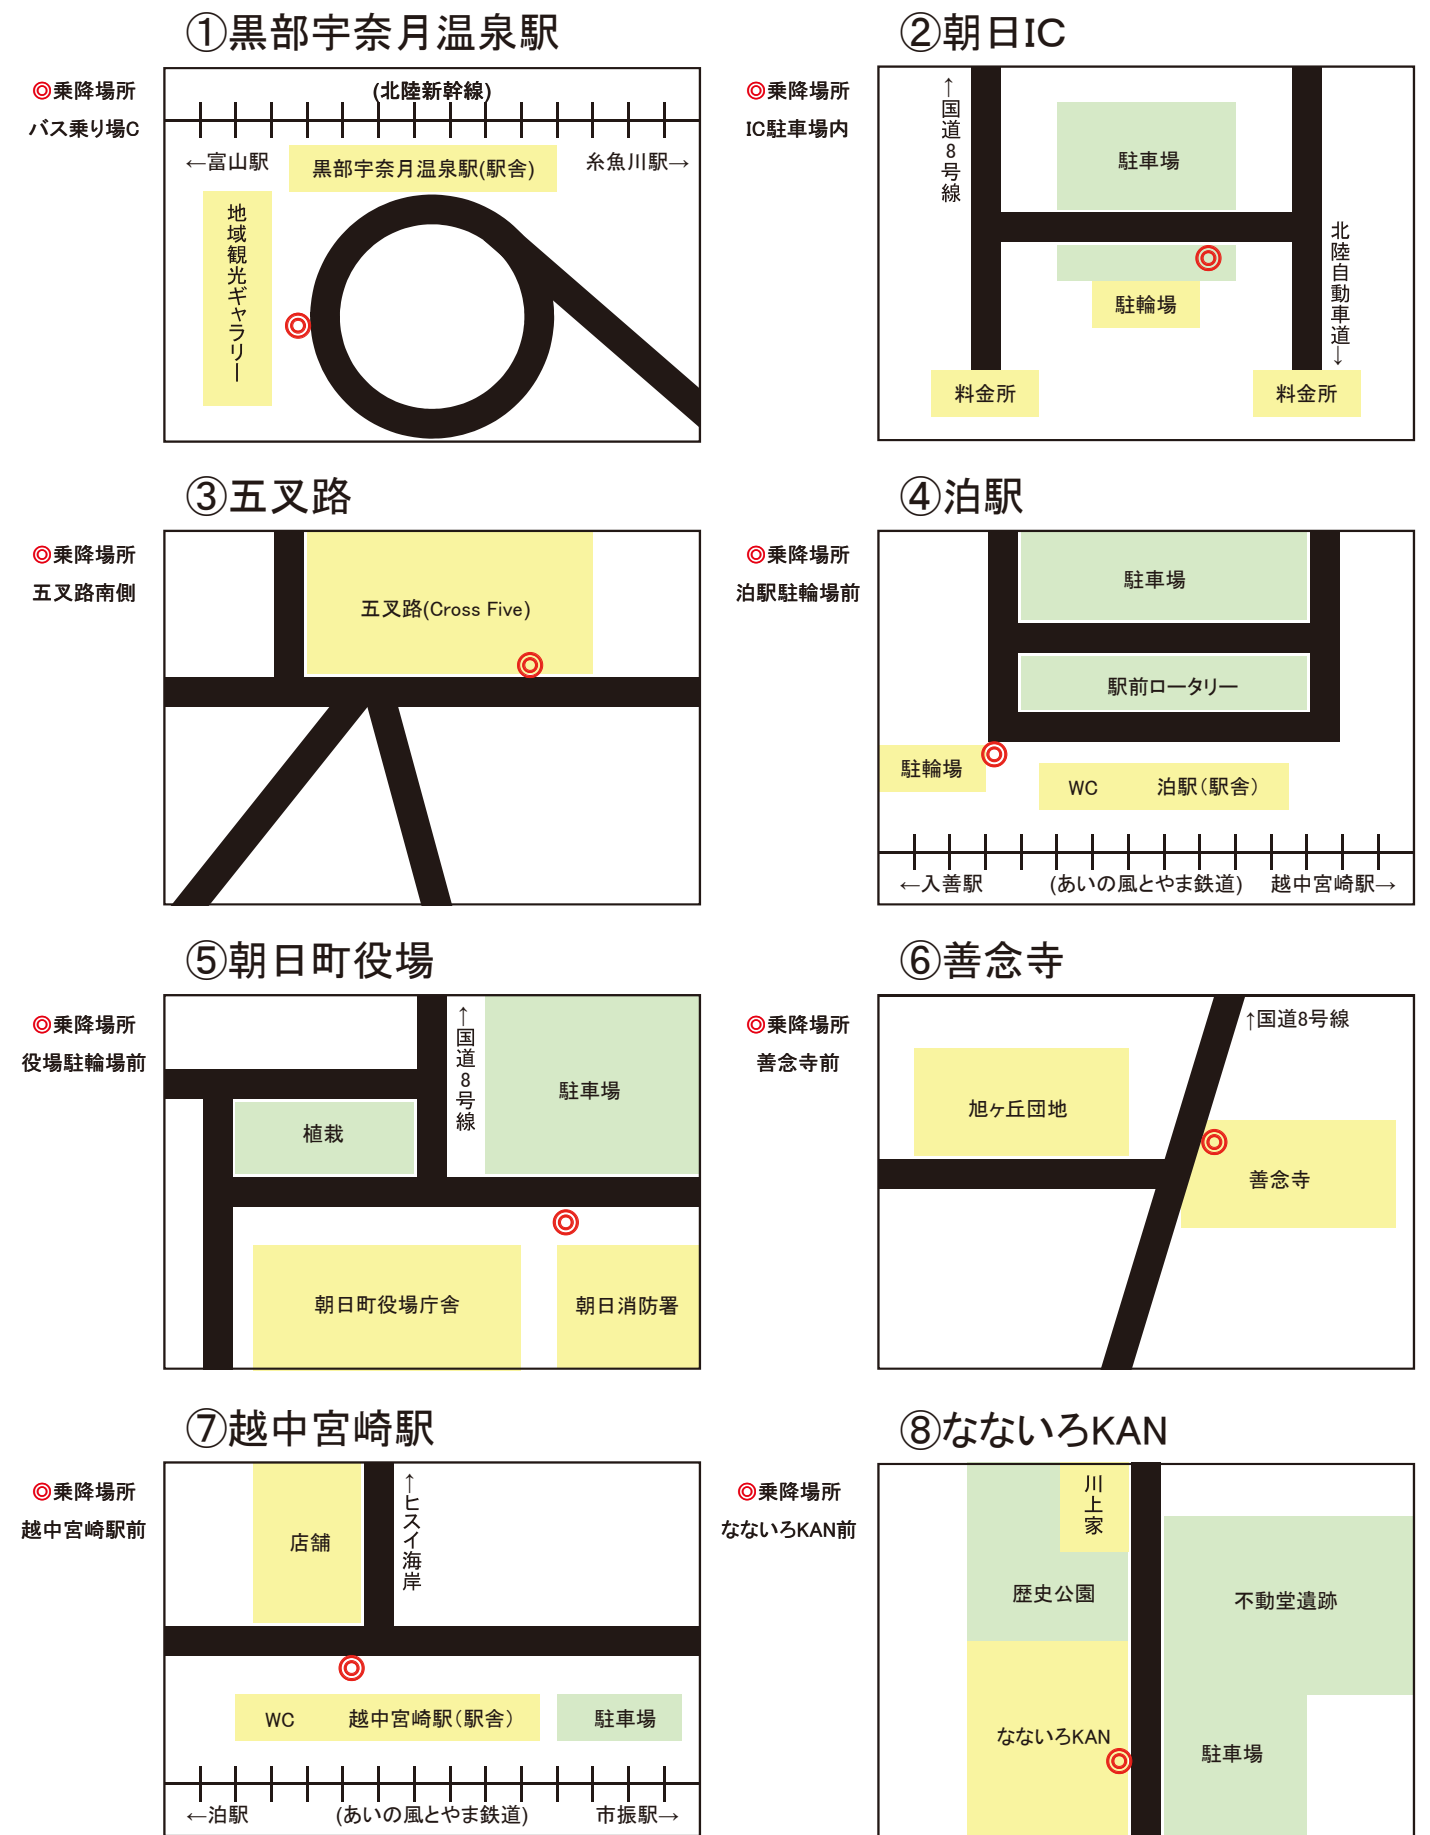 ①黒部宇奈月温泉駅
◎乗降場所
バス乗り場C
(北陸新幹線)
←富山駅
黒部宇奈月温泉駅(駅舎)
糸魚川駅→
地域観光ギャラリー
②朝日IC
◎乗降場所
IC駐車場内
↑国道8号線
駐車場
北陸自動車道↓
駐輪場
料金所
料金所
③五叉路
◎乗降場所
五叉路南側
五叉路(Cross Five)
④泊駅
◎乗降場所
泊駅駐輪場前
駐車場
駅前ロータリー
駐輪場
WC 泊駅(駅舎)
←入善駅 (あいの風とやま鉄道) 越中宮崎駅→
⑤朝日町役場
◎乗降場所
役場駐輪場前
↑国道8号線
駐車場
植栽
朝日町役場庁舎
朝日消防署
⑥善念寺
◎乗降場所
善念寺前
↑国道8号線
旭ヶ丘団地
善念寺
⑦越中宮崎駅
◎乗降場所
越中宮崎駅前
店舗
↑ヒスイ海岸
WC 越中宮崎駅(駅舎)
駐車場
←泊駅 (あいの風とやま鉄道) 市振駅→
⑧なないろKAN
◎乗降場所
なないろKAN前
川上家
歴史公園
不動堂遺跡
なないろKAN
駐車場